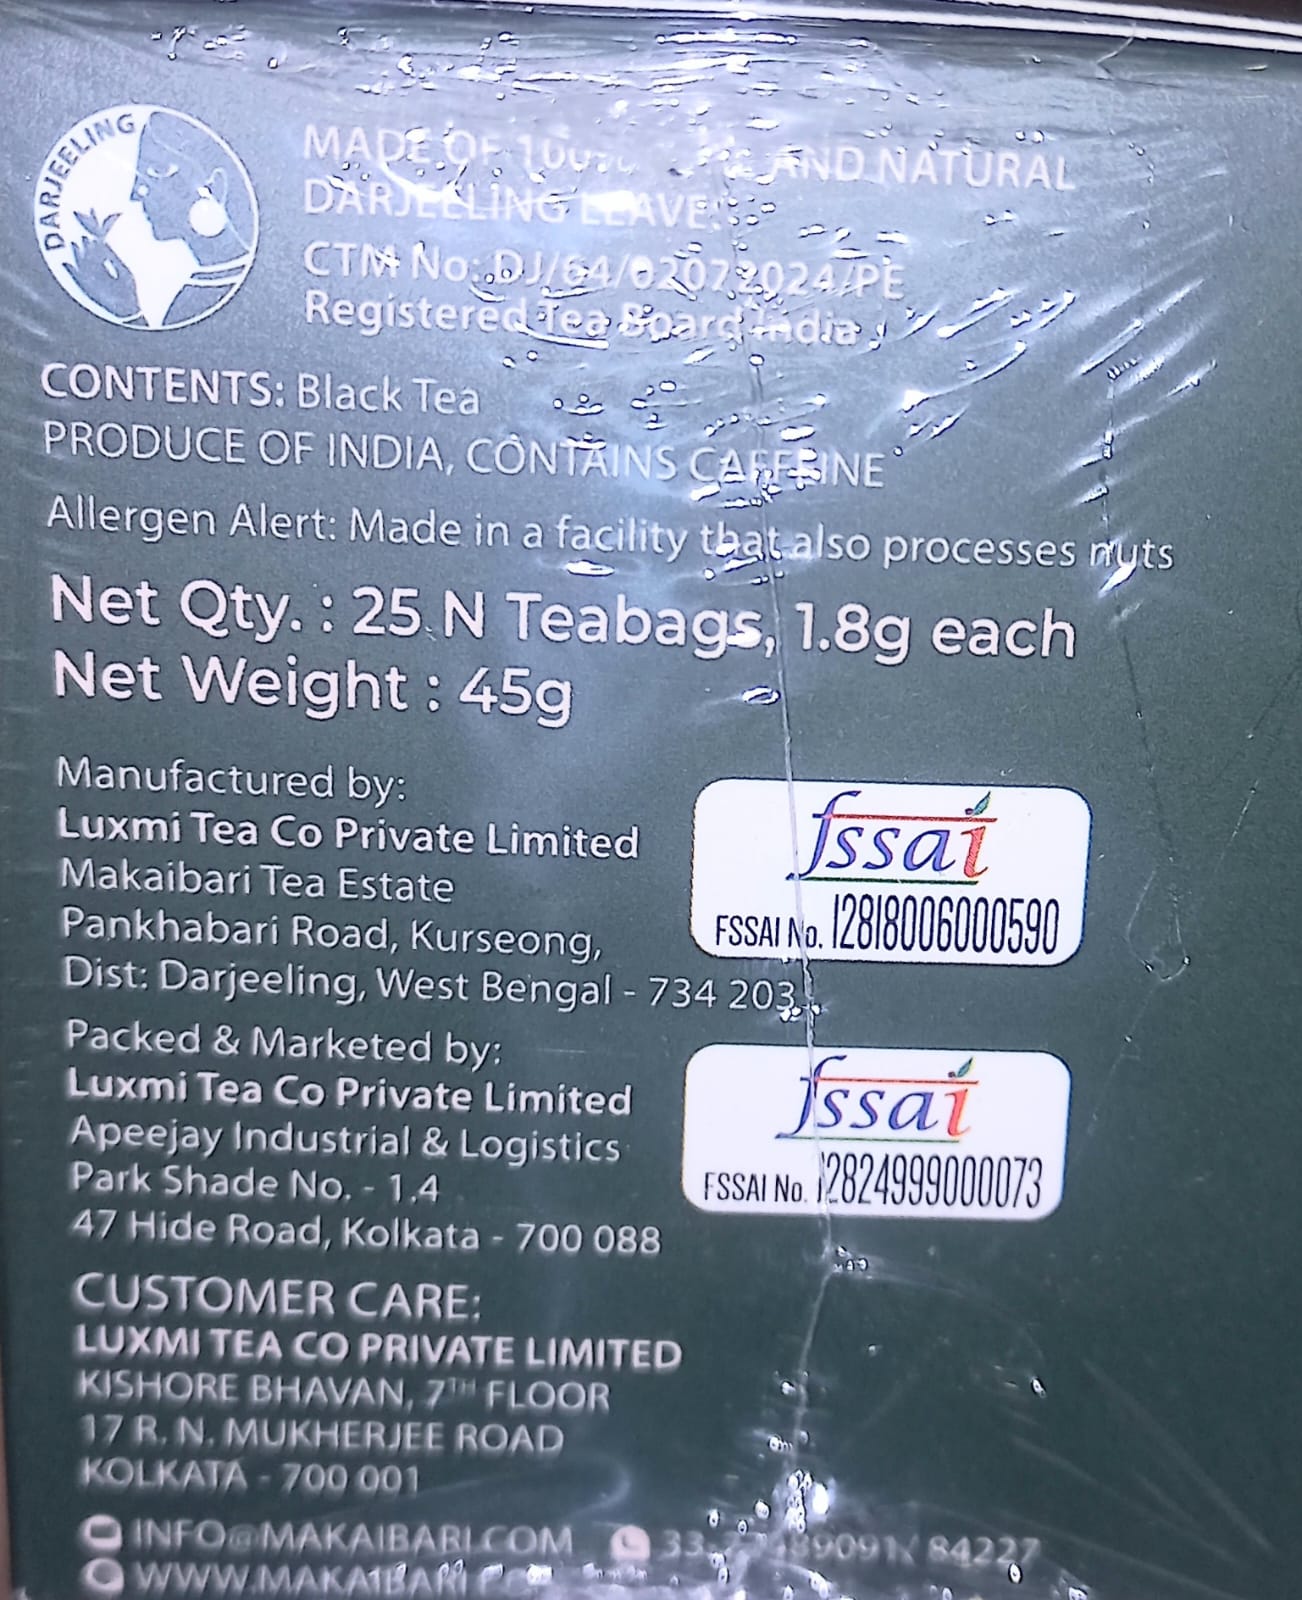 DARJEELING
MADE OF 100% AND NATURAL
DARJEELING LEAVES
CTM No: DJ/64/02072024/PE
Registered Tea Board India
CONTENTS: Black Tea
PRODUCE OF INDIA, CONTAINS CAFFEINE
Allergen Alert: Made in a facility that also processes nuts
Net Qty. : 25 N Teabags, 1.8g each
Net Weight : 45g
Manufactured by:
Luxmi Tea Co Private Limited
Makaibari Tea Estate
Pankhabari Road, Kurseong,
Dist: Darjeeling, West Bengal - 734 203
fssai
FSSAI No. 12818006000590
Packed & Marketed by:
Luxmi Tea Co Private Limited
Apeejay Industrial & Logistics
Park Shade No. - 1.4
47 Hide Road, Kolkata - 700 088
fssai
FSSAI No. 12824999000073
CUSTOMER CARE:
LUXMI TEA CO PRIVATE LIMITED
KISHORE BHAVAN, 7TH FLOOR
17 R. N. MUKHERJEE ROAD
KOLKATA - 700 001
INFO@MAKAIBARI.COM 33 84227
WWW.MAKAIBARI.COM